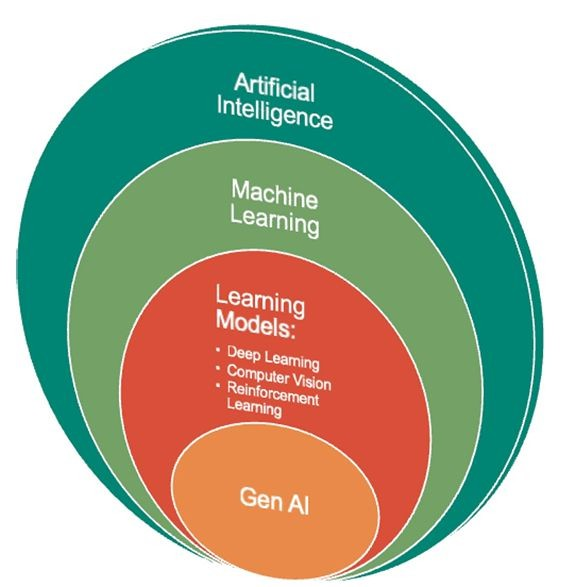 Artificial
Intelligence
Machine
Learning
Learning
Models:
• Deep Learning
• Computer Vision
• Reinforcement
Learning
Gen AI